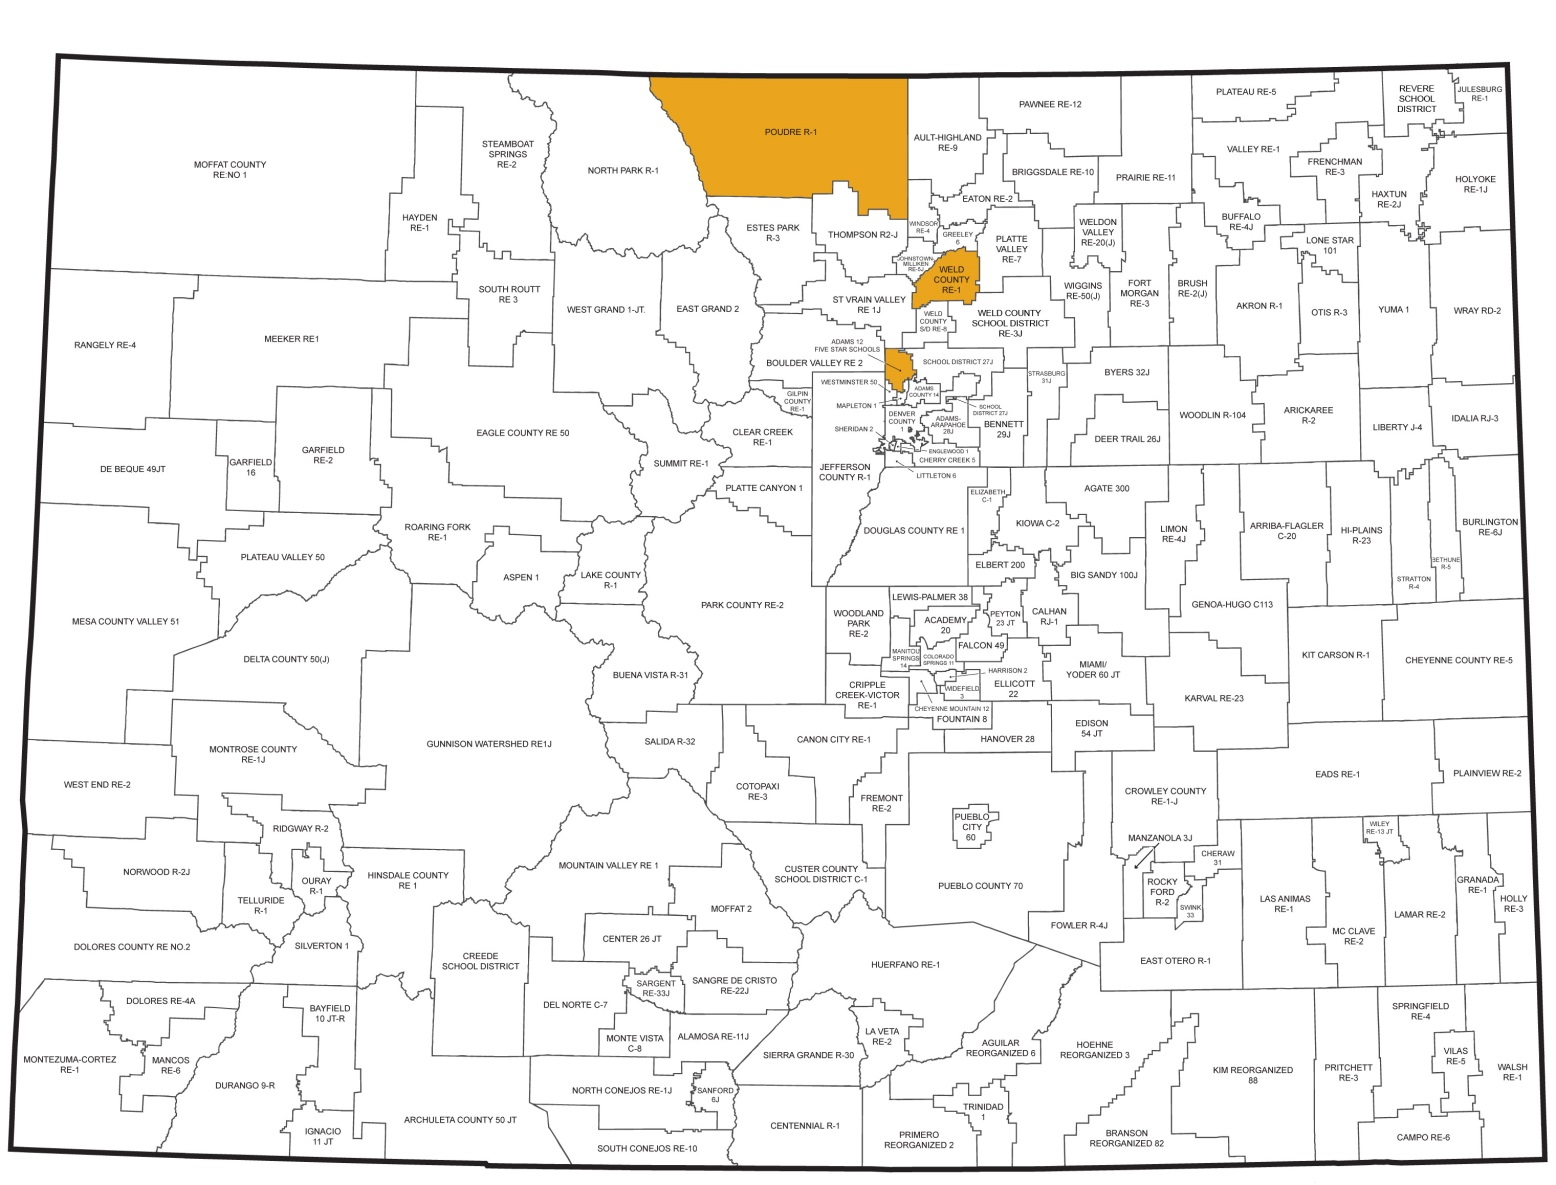 MOFFAT COUNTY
RE:NO 1
HAYDEN
RE-1
STEAMBOAT
SPRINGS
RE-2
NORTH PARK R-1
POUDRE R-1
AULT-HIGHLAND
RE-9
PAWNEE RE-12
BRIGGSDALE RE-10
PRAIRIE RE-11
PLATEAU RE-5
REVERE
SCHOOL
DISTRICT
JULESBURG
RE-1
VALLEY RE-1
FRENCHMAN
RE-3
HAXTUN
RE-2J
HOLYOKE
RE-1J
BUFFALO
RE-4J
LONE STAR
101
EATON RE-2
WINDSOR
RE-4
GREELEY
6
PLATTE
VALLEY
RE-7
WELDON
VALLEY
RE-20(J)
ESTES PARK
R-3
THOMPSON R2-J
JOHNSTOWN-
MILLIKEN
RE-5J
WELD
COUNTY
RE-1
WIGGINS
RE-50(J)
FORT
MORGAN
RE-3
BRUSH
RE-2(J)
AKRON R-1
OTIS R-3
YUMA 1
WRAY RD-2
SOUTH ROUTT
RE 3
WEST GRAND 1-JT.
EAST GRAND 2
ST VRAIN VALLEY
RE 1J
WELD
COUNTY
S/D RE-8
WELD COUNTY
SCHOOL DISTRICT
RE-3J
RANGELY RE-4
MEEKER RE1
ADAMS 12
FIVE STAR SCHOOLS
BOULDER VALLEY RE 2
SCHOOL DISTRICT 27J
STRASBURG
31J
BYERS 32J
WESTMINSTER 50
ADAMS
COUNTY 14
GILPIN
COUNTY
RE-1
MAPLETON 1
SCHOOL
DISTRICT 27J
DENVER
COUNTY
1
ADAMS-
ARAPAHOE
28J
BENNETT
29J
DEER TRAIL 26J
WOODLIN R-104
ARICKAREE
R-2
LIBERTY J-4
IDALIA RJ-3
SHERIDAN 2
ENGLEWOOD 1
CHERRY CREEK 5
LITTLETON 6
CLEAR CREEK
RE-1
EAGLE COUNTY RE 50
SUMMIT RE-1
JEFFERSON
COUNTY R-1
PLATTE CANYON 1
DE BEQUE 49JT
GARFIELD
16
GARFIELD
RE-2
ROARING FORK
RE-1
PLATEAU VALLEY 50
ASPEN 1
LAKE COUNTY
R-1
DOUGLAS COUNTY RE 1
ELIZABETH
C-1
KIOWA C-2
AGATE 300
LIMON
RE-4J
ARRIBA-FLAGLER
C-20
HI-PLAINS
R-23
STRATTON
R-4
BETHUNE
R-5
BURLINGTON
RE-6J
ELBERT 200
BIG SANDY 100J
GENOA-HUGO C113
MESA COUNTY VALLEY 51
DELTA COUNTY 50(J)
PARK COUNTY RE-2
LEWIS-PALMER 38
WOODLAND
PARK
RE-2
ACADEMY
20
PEYTON
23 JT
CALHAN
RJ-1
FALCON 49
MANITOU
SPRINGS
14
COLORADO
SPRINGS 11
HARRISON 2
WIDEFIELD
3
ELLICOTT
22
MIAMI/
YODER 60 JT
KARVAL RE-23
KIT CARSON R-1
CHEYENNE COUNTY RE-5
BUENA VISTA R-31
CRIPPLE
CREEK-VICTOR
RE-1
CHEYENNE MOUNTAIN 12
FOUNTAIN 8
HANOVER 28
EDISON
54 JT
MONTROSE COUNTY
RE-1J
GUNNISON WATERSHED RE1J
SALIDA R-32
CANON CITY RE-1
COTOPAXI
RE-3
FREMONT
RE-2
WEST END RE-2
PUEBLO
CITY
60
PUEBLO COUNTY 70
CROWLEY COUNTY
RE-1-J
EADS RE-1
PLAINVIEW RE-2
RIDGWAY R-2
MANZANOLA 3J
CHERAW
31
WILEY
RE-13 JT
NORWOOD R-2J
TELLURIDE
R-1
OURAY
R-1
HINSDALE COUNTY
RE 1
MOUNTAIN VALLEY RE 1
MOFFAT 2
CUSTER COUNTY
SCHOOL DISTRICT C-1
ROCKY
FORD
R-2
SWINK
33
FOWLER R-4J
LAS ANIMAS
RE-1
MC CLAVE
RE-2
LAMAR RE-2
GRANADA
RE-1
HOLLY
RE-3
DOLORES COUNTY RE NO.2
SILVERTON 1
CREEDE
SCHOOL DISTRICT
CENTER 26 JT
SARGENT
RE-33J
SANGRE DE CRISTO
RE-22J
HUERFANO RE-1
EAST OTERO R-1
DOLORES RE-4A
BAYFIELD
10 JT-R
DEL NORTE C-7
MONTE VISTA
C-8
ALAMOSA RE-11J
SIERRA GRANDE R-30
LA VETA
RE-2
AGUILAR
REORGANIZED 6
HOEHNE
REORGANIZED 3
SPRINGFIELD
RE-4
MONTEZUMA-CORTEZ
RE-1
MANCOS
RE-6
DURANGO 9-R
IGNACIO
11 JT
ARCHULETA COUNTY 50 JT
NORTH CONEJOS RE-1J
SANFORD
6J
SOUTH CONEJOS RE-10
CENTENNIAL R-1
PRIMERO
REORGANIZED 2
TRINIDAD
1
BRANSON
REORGANIZED 82
KIM REORGANIZED
88
PRITCHETT
RE-3
VILAS
RE-5
WALSH
RE-1
CAMPO RE-6